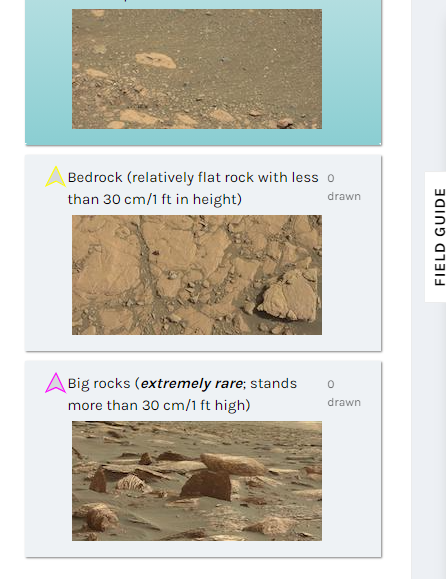 Bedrock (relatively flat rock with less 0
than 30 cm/1 ft in height) drawn
Big rocks (extremely rare; stands 0
more than 30 cm/1 ft high) drawn
FIELD GUIDE